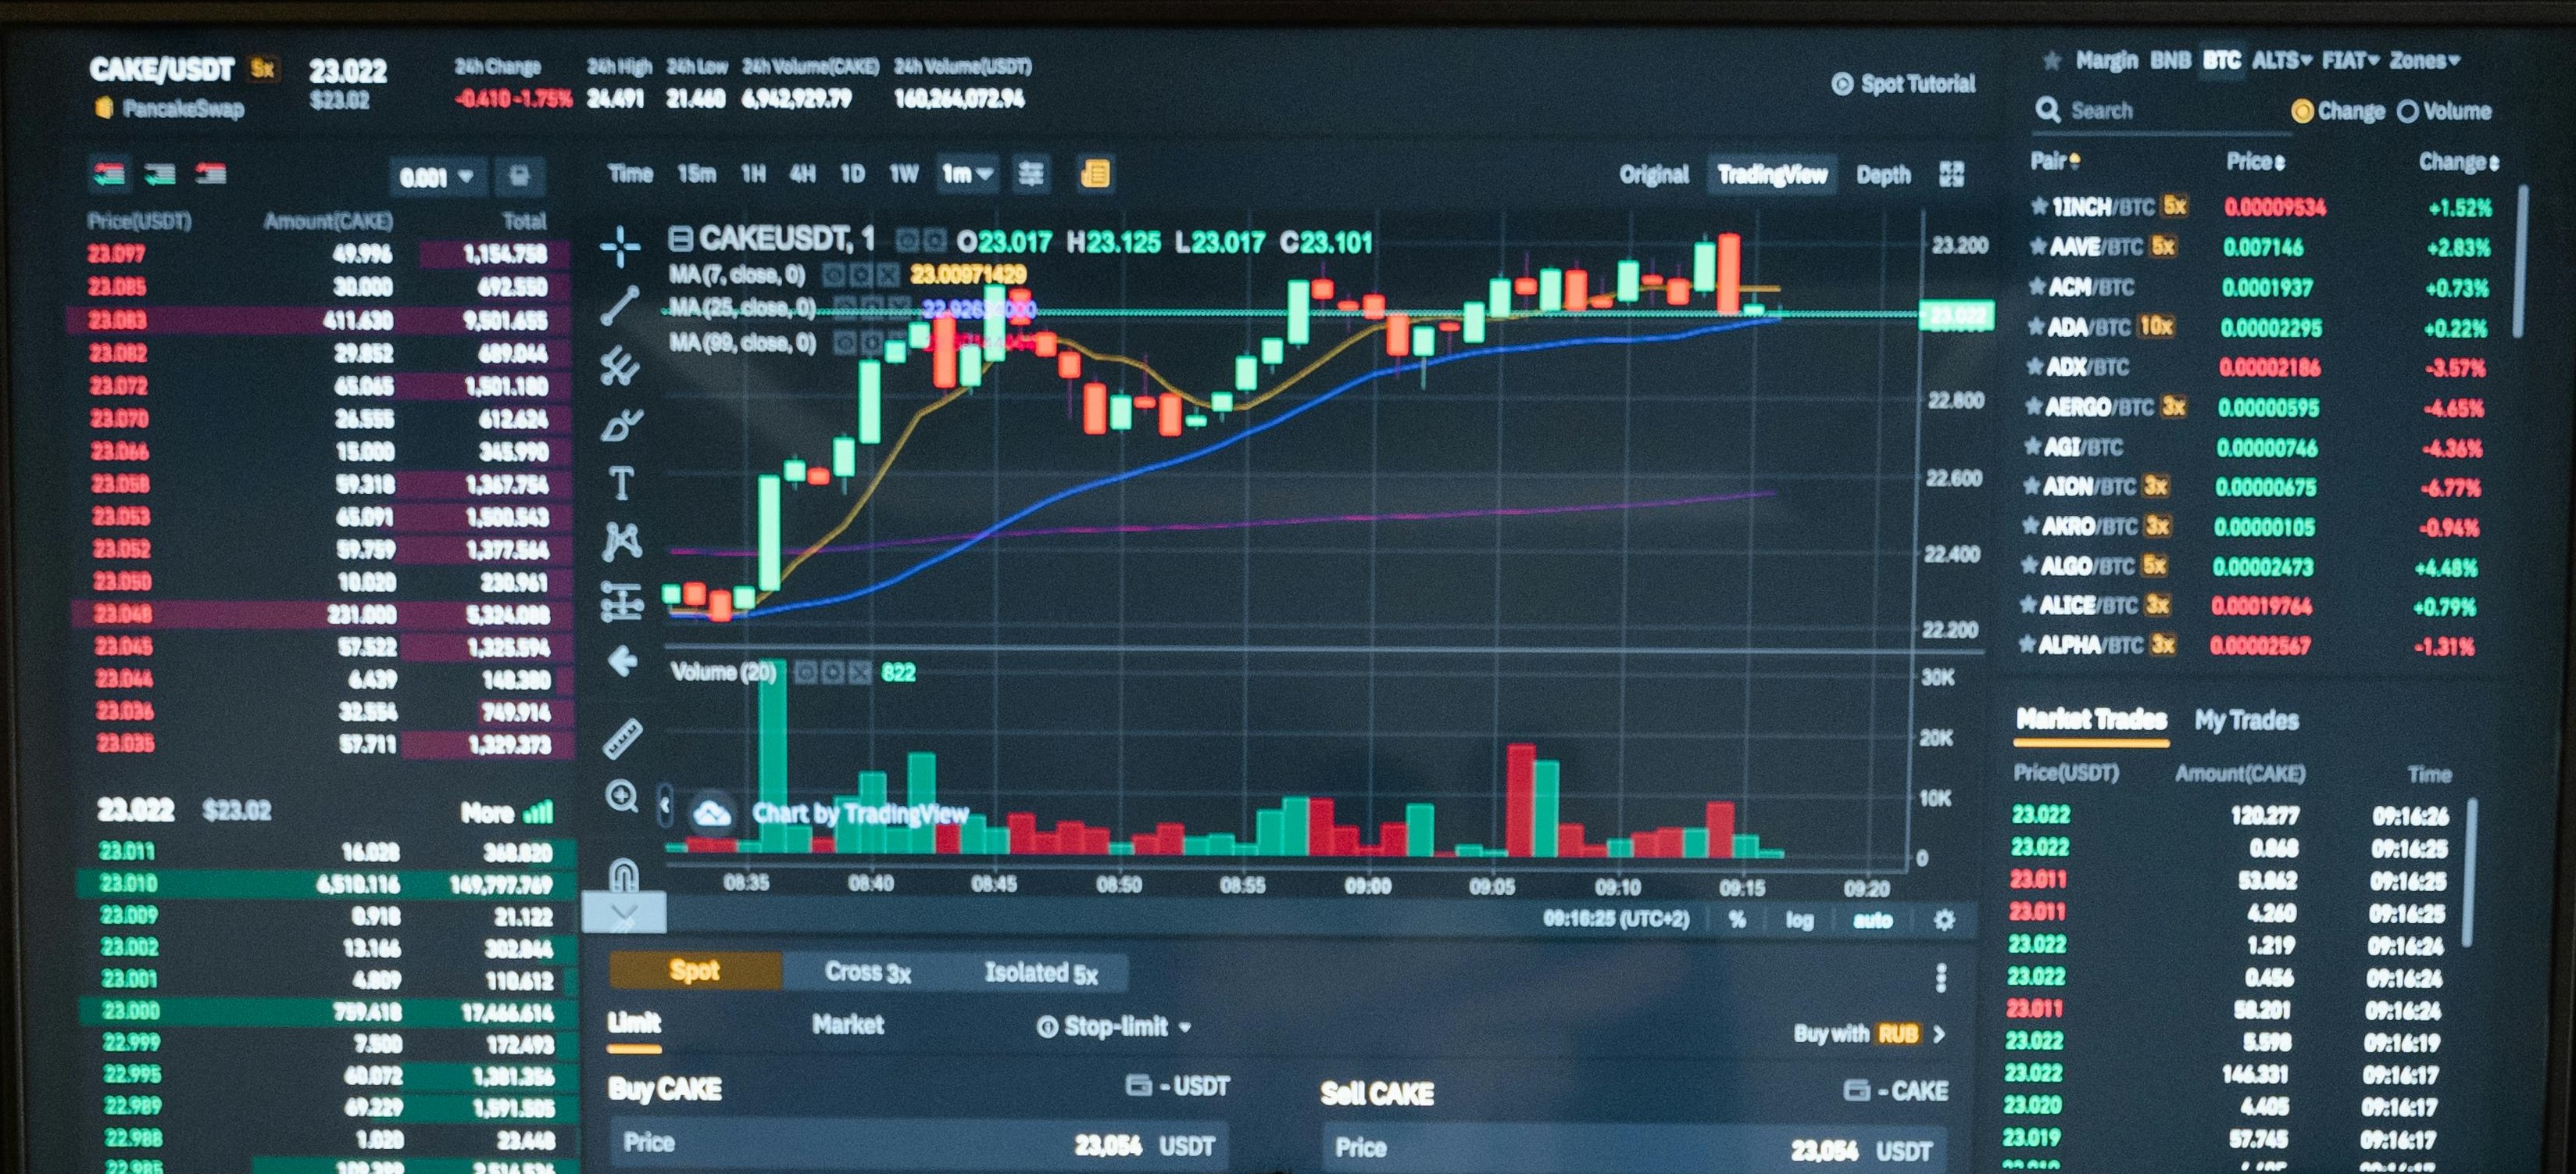 CAKE/USDT 5x 23.022 24h Change 24h High 24h Low 24h Volume(CAKE) 24h Volume(USDT)
PancakeSwap $23.02 -0.410 -1.75% 24.491 21.460 6,942,929.79 160,264,072.94
Spot Tutorial
0.001
Price(USDT) Amount(CAKE) Total
23.097 49.996 1,154.758
23.085 30.000 692.550
23.083 411.630 9,501.655
23.082 29.852 689.044
23.072 65.065 1,501.180
23.070 26.555 612.624
23.066 15.000 345.990
23.058 59.318 1,367.754
23.053 65.091 1,500.543
23.052 59.759 1,377.564
23.050 10.020 230.961
23.048 231.000 5,324.088
23.045 57.522 1,325.594
23.044 6.439 148.380
23.036 32.554 749.914
23.035 57.711 1,329.373
23.022 $23.02 More
23.011 16.028 368.820
23.010 6,510.116 149,797.769
23.009 0.918 21.122
23.002 13.166 302.844
23.001 4.809 110.612
23.000 759.418 17,466.614
22.999 7.500 172.493
22.995 60.072 1,381.356
22.989 69.229 1,591.505
22.988 1.020 23.448
22.985
Time 15m 1H 4H 1D 1W 1m
Original TradingView Depth
CAKEUSDT, 1 O23.017 H23.125 L23.017 C23.101
MA (7, close, 0) 23.00971429
MA (25, close, 0)
MA (99, close, 0)
23.200
23.022
22.800
22.600
22.400
22.200
Volume (20) 822
30K
20K
10K
0
Chart by TradingView
08:35 08:40 08:45 08:50 08:55 09:00 09:05 09:10 09:15 09:20
09:16:25 (UTC+2) % log auto
Spot Cross 3x Isolated 5x
Limit Market Stop-limit
Buy with RUB
Buy CAKE - USDT
Price 23,054 USDT
Sell CAKE - CAKE
Price 23,054 USDT
Margin BNB BTC ALTS FIAT Zones
Search Change Volume
Pair Price Change
1INCH/BTC 5x 0.00009534 +1.52%
AAVE/BTC 5x 0.007146 +2.83%
ACM/BTC 0.0001937 +0.73%
ADA/BTC 10x 0.00002295 +0.22%
ADX/BTC 0.00002186 -3.57%
AERGO/BTC 3x 0.00000595 -4.65%
AGI/BTC 0.00000746 -4.36%
AION/BTC 3x 0.00000675 -6.77%
AKRO/BTC 3x 0.00000105 -0.94%
ALGO/BTC 5x 0.00002473 +4.48%
ALICE/BTC 3x 0.00019764 +0.79%
ALPHA/BTC 3x 0.00002567 -1.31%
Market Trades My Trades
Price(USDT) Amount(CAKE) Time
23.022 120.277 09:16:26
23.022 0.868 09:16:25
23.011 53.862 09:16:25
23.011 4.260 09:16:25
23.022 1.219 09:16:24
23.022 0.456 09:16:24
23.011 58.201 09:16:24
23.022 5.598 09:16:19
23.022 146.331 09:16:17
23.020 4.405 09:16:17
23.019 57.745 09:16:17